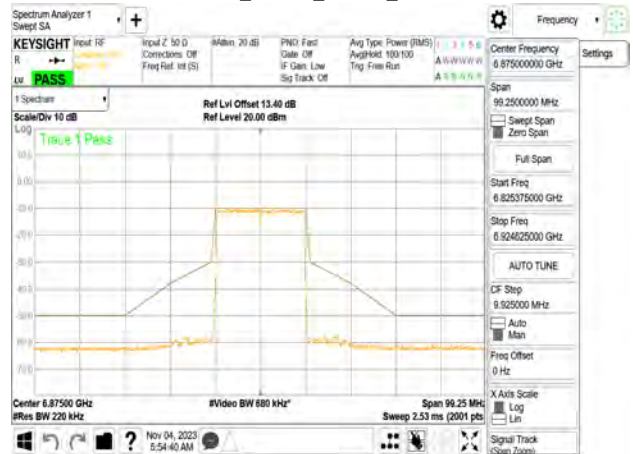 Spectrum Analyzer 1
Swept SA
+
Frequency
KEYSIGHT
R
PASS
Input: RF
Input Z: 50 Ω
Corrections: Off
Freq Ref: Int (S)
#Atten: 20 dB
PNO: Fast
Gate: Off
IF Gain: Low
Sig Track: Off
Avg Type: Power (RMS)
Avg|Hold: 100/100
Trig: Free Run
Center Frequency
6.875000000 GHz
Settings
Span
99.2500000 MHz
Swept Span
Zero Span
Full Span
Start Freq
6.825375000 GHz
Stop Freq
6.924625000 GHz
AUTO TUNE
CF Step
9.925000 MHz
Auto
Man
Freq Offset
0 Hz
X Axis Scale
Log
Lin
Signal Track
(Span Zoom)
1 Spectrum
Scale/Div 10 dB
Ref Lvl Offset 13.40 dB
Ref Level 20.00 dBm
Log
Trace 1 Pass
Center 6.87500 GHz
#Res BW 220 kHz
#Video BW 680 kHz*
Span 99.25 MHz
Sweep 2.53 ms (2001 pts
?
Nov 04, 2023
6:54:40 AM